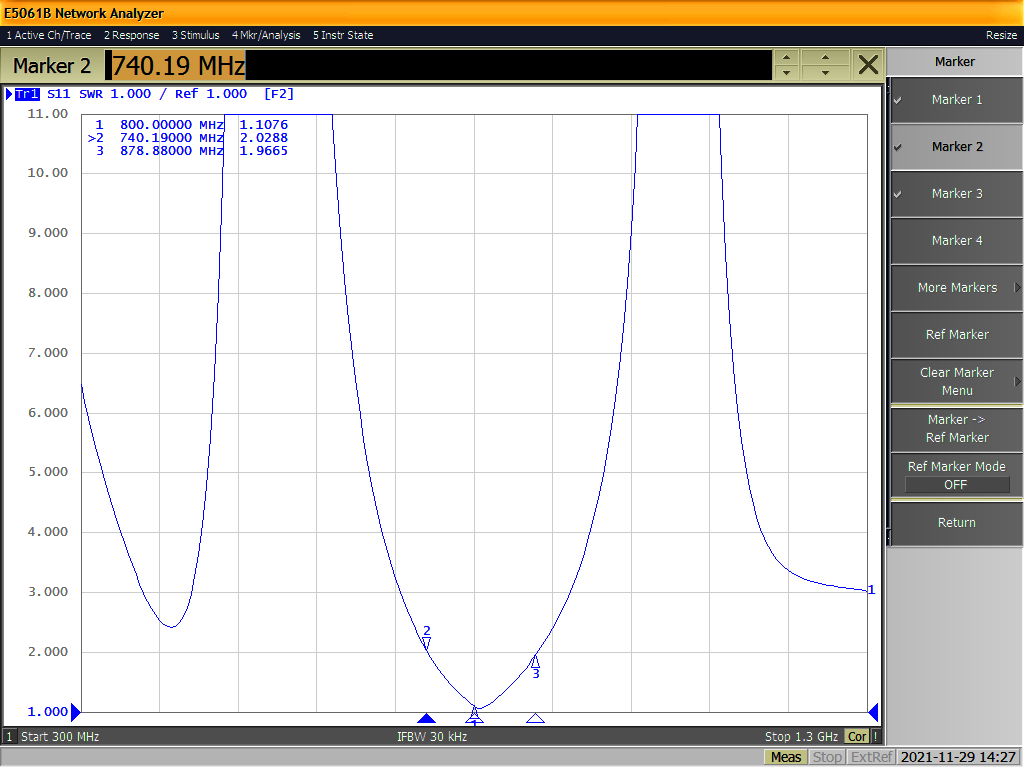 E5061B Network Analyzer
1 Active Ch/Trace 2 Response 3 Stimulus 4 Mkr/Analysis 5 Instr State Resize
Marker 2 740.19 MHz
Tr1 S11 SWR 1.000 / Ref 1.000 [F2]
11.00
1 800.00000 MHz 1.1076
>2 740.19000 MHz 2.0288
3 878.88000 MHz 1.9665
10.00
9.000
8.000
7.000
6.000
5.000
4.000
3.000
2.000
1.000
2
3
1
1
1 Start 300 MHz IFBW 30 kHz Stop 1.3 GHz Cor !
Marker
Marker 1
Marker 2
Marker 3
Marker 4
More Markers
Ref Marker
Clear Marker
Menu
Marker ->
Ref Marker
Ref Marker Mode
OFF
Return
Meas Stop ExtRef 2021-11-29 14:27